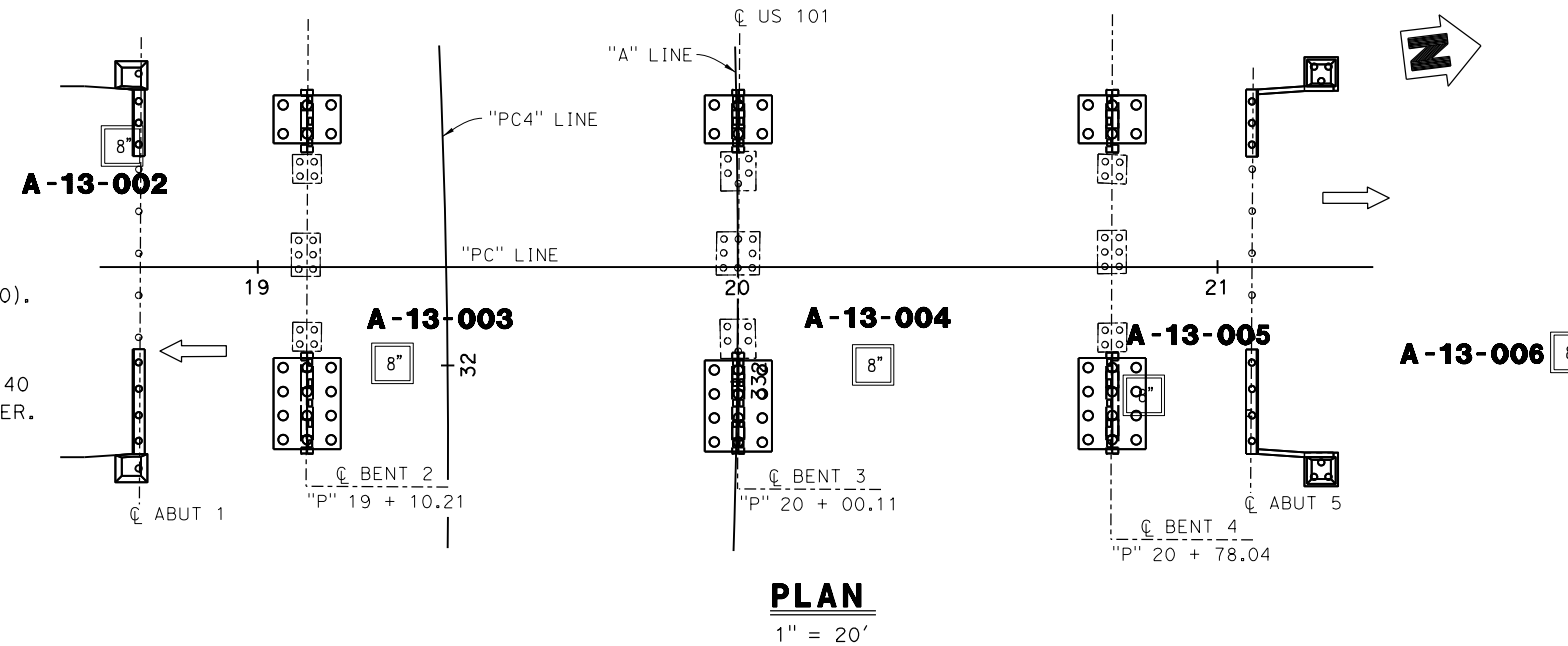 ℄ US 101
"A" LINE
N
"PC4" LINE
8"
A-13-002
"PC" LINE
O).
19
20
21
A-13-003
A-13-004
A-13-005
A-13-006
8"
32
8"
8"
332
40
ER.
℄ BENT 2
"P" 19 + 10.21
℄ BENT 3
"P" 20 + 00.11
℄ ABUT 1
℄ ABUT 5
℄ BENT 4
"P" 20 + 78.04
PLAN
1" = 20'